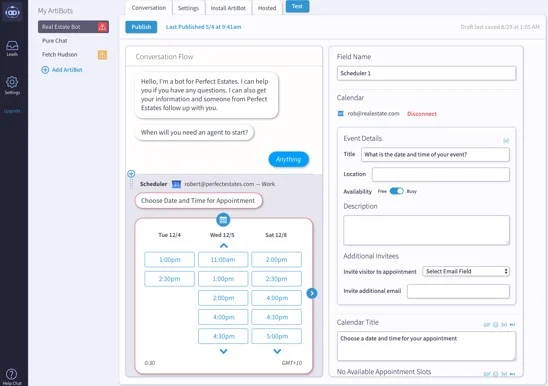 My ArtiBots
Conversation
Settings
Install ArtiBot
Hosted
Test
Real Estate Bot
Pure Chat
Fetch Hudson
Add ArtiBot
Leads
Settings
Upgrade
Help Chat
Publish
Last Published 5/4 at 9:41am
Draft last saved 8/23 at 1:35 AM
Conversation Flow
Hello, I'm a bot for Perfect Estates. I can help
you if you have any questions. I can also get
your information and someone from Perfect
Estates follow up with you.
When will you need an agent to start?
Anything
Scheduler
robert@perfectestates.com — Work
Choose Date and Time for Appointment
Tue 12/4
Wed 12/5
Sat 12/8
1:00pm
11:00am
2:00pm
2:30pm
1:00pm
2:30pm
2:00pm
4:00pm
4:00pm
4:30pm
4:30pm
5:00pm
0:30
GMT+10
Field Name
Scheduler 1
Calendar
rob@realestate.com
Disconnect
Event Details
Title
What is the date and time of your event?
Location
Availability
Free
Busy
Description
Additional Invitees
Invite visitor to appointment
Select Email Field
Invite additional email
Calendar Title
Choose a date and time for your appointment
No Available Appointment Slots